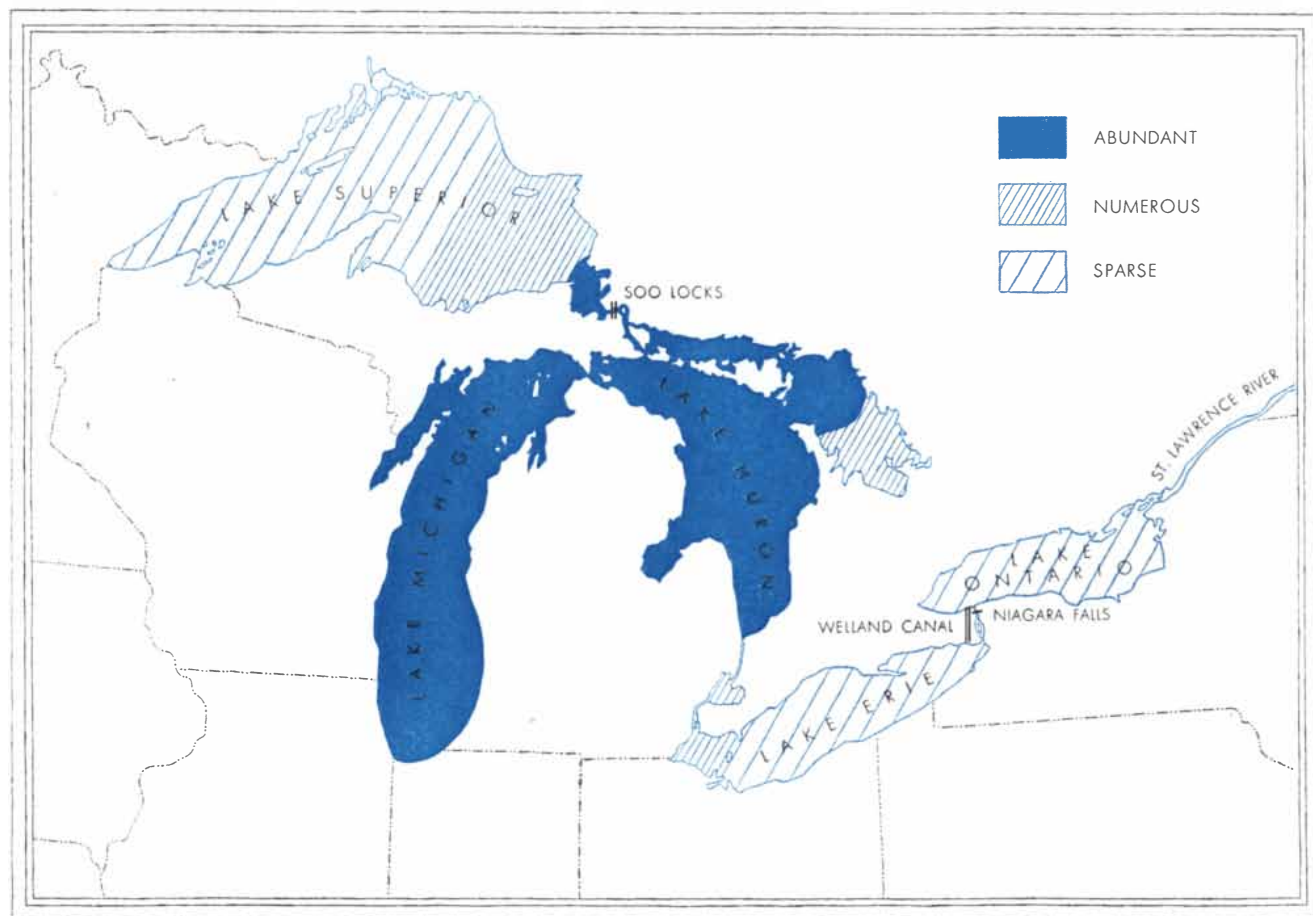 ABUNDANT
NUMEROUS
SPARSE
LAKE SUPERIOR
SOO LOCKS
LAKE MICHIGAN
LAKE HURON
ST. LAWRENCE RIVER
LAKE
ONTARIO
WELLAND CANAL
NIAGARA FALLS
LAKE ERIE